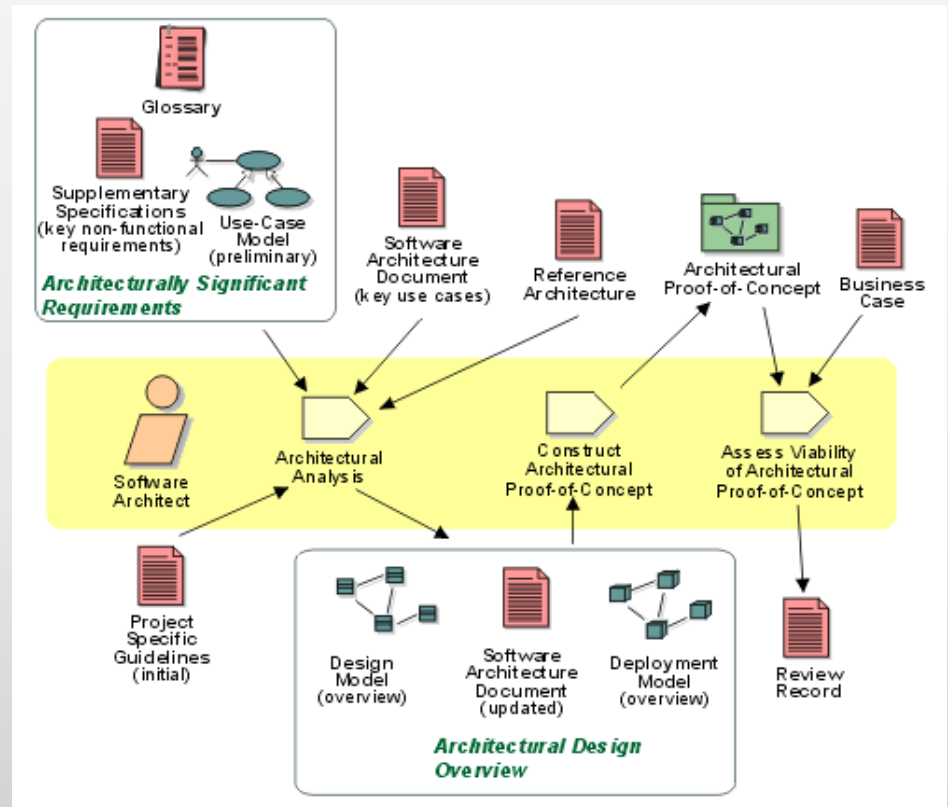 Glossary
Supplementary
Specifications
(key non-functional
requirements)
Use-Case
Model
(preliminary)
Architecturally Significant
Requirements
Software
Architecture
Document
(key use cases)
Reference
Architecture
Architectural
Proof-of-Concept
Business
Case
Software
Architect
Architectural
Analysis
Construct
Architectural
Proof-of-Concept
Assess Viability
of Architectural
Proof-of-Concept
Project
Specific
Guidelines
(initial)
Design
Model
(overview)
Software
Architecture
Document
(updated)
Deployment
Model
(overview)
Architectural Design
Overview
Review
Record